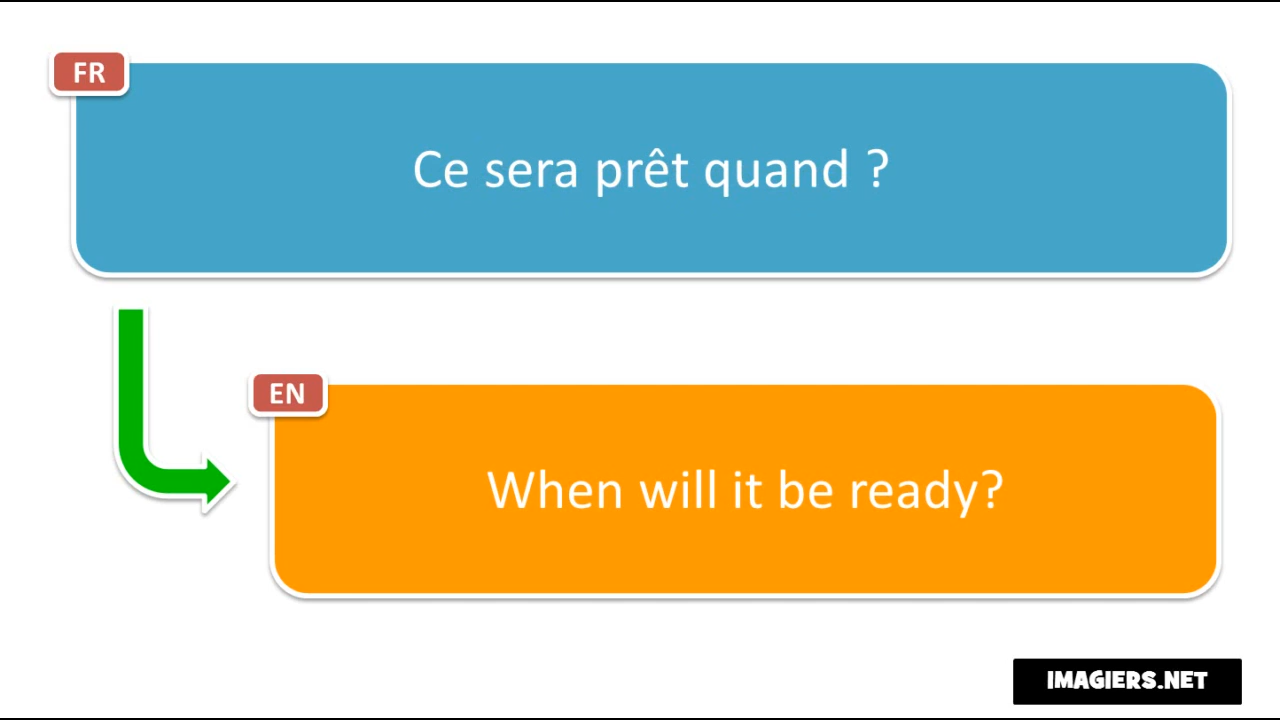 FR
Ce sera prêt quand ?
EN
When will it be ready?
IMAGIERS.NET